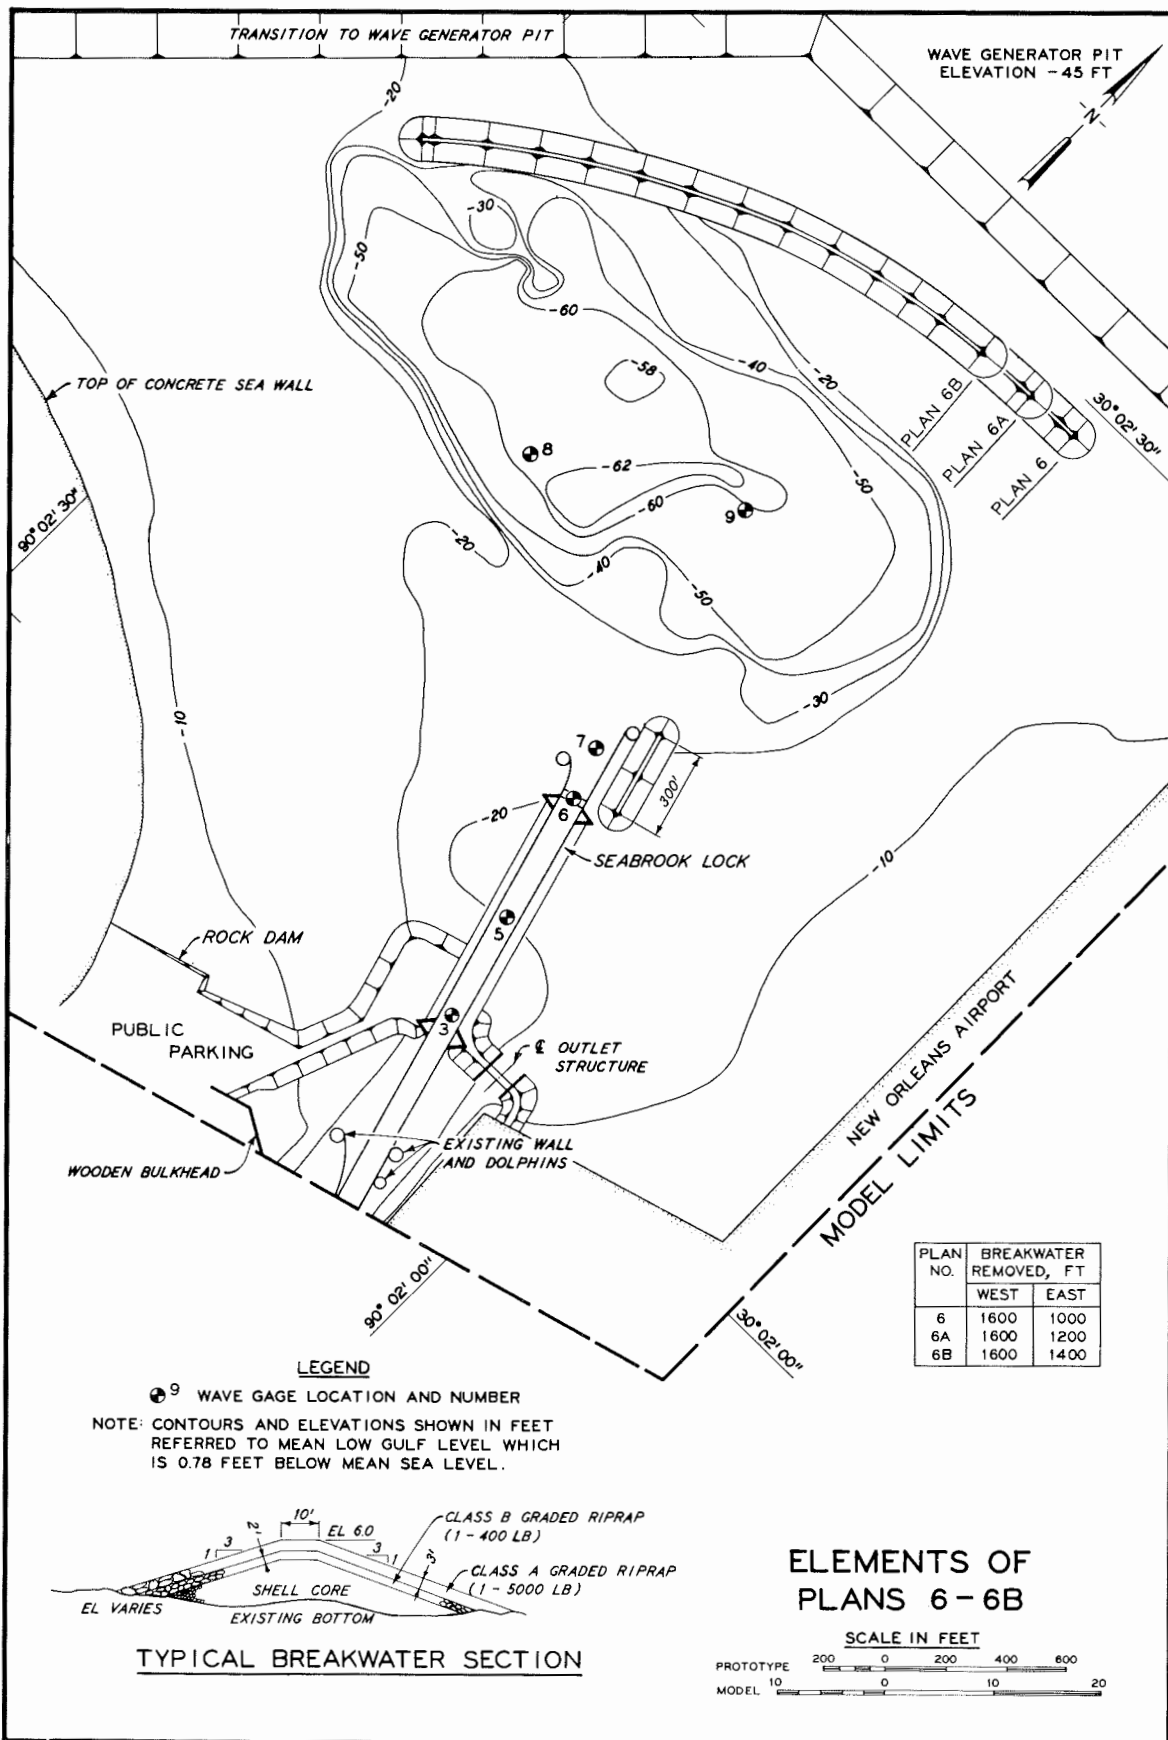 TRANSITION TO WAVE GENERATOR PIT
WAVE GENERATOR PIT
ELEVATION -45 FT
-N-
-20
-30
-50
-60
-58
-40
-20
TOP OF CONCRETE SEA WALL
PLAN 6B
PLAN 6A
PLAN 6
30° 02' 30"
8
-62
-50
-60
9
90° 02' 30"
-20
-40
-50
-30
-10
7
300'
6
-20
SEABROOK LOCK
-10
5
ROCK DAM
3
PUBLIC
PARKING
℄ OUTLET
STRUCTURE
NEW ORLEANS AIRPORT
MODEL LIMITS
EXISTING WALL
AND DOLPHINS
WOODEN BULKHEAD
90° 02' 00"
30° 02' 00"
PLAN NO. BREAKWATER REMOVED, FT
WEST EAST
6 1600 1000
6A 1600 1200
6B 1600 1400
LEGEND
9 WAVE GAGE LOCATION AND NUMBER
NOTE: CONTOURS AND ELEVATIONS SHOWN IN FEET
REFERRED TO MEAN LOW GULF LEVEL WHICH
IS 0.78 FEET BELOW MEAN SEA LEVEL.
10'
EL 6.0
2'
3
1
3
1
3'
CLASS B GRADED RIPRAP
(1 - 400 LB)
CLASS A GRADED RIPRAP
(1 - 5000 LB)
SHELL CORE
EL VARIES
EXISTING BOTTOM
TYPICAL BREAKWATER SECTION
ELEMENTS OF
PLANS 6 - 6B
SCALE IN FEET
PROTOTYPE 200 0 200 400 600
MODEL 10 0 10 20